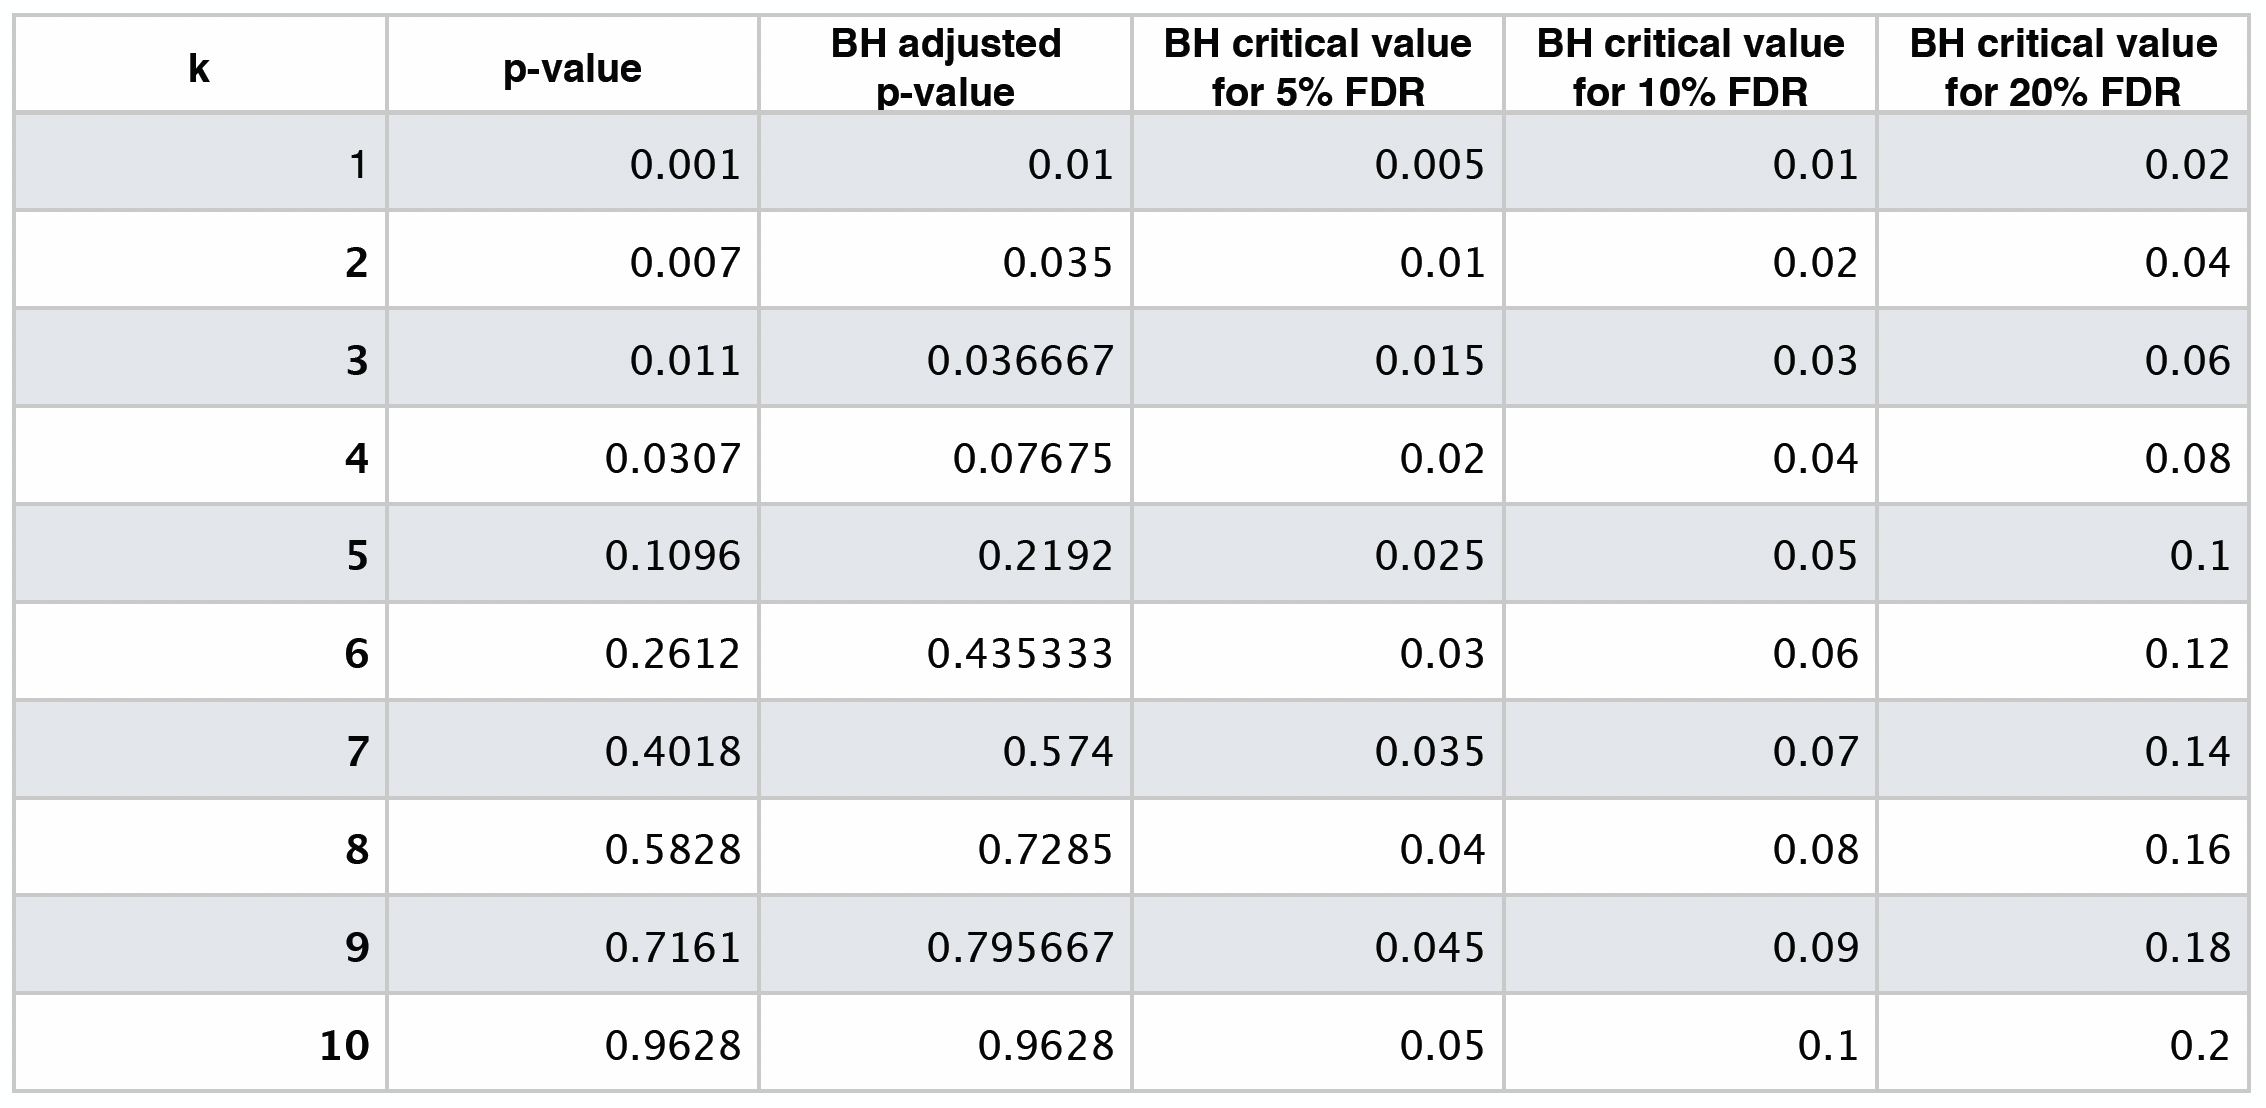 k p-value BH adjusted p-value BH critical value for 5% FDR BH critical value for 10% FDR BH critical value for 20% FDR
1 0.001 0.01 0.005 0.01 0.02
2 0.007 0.035 0.01 0.02 0.04
3 0.011 0.036667 0.015 0.03 0.06
4 0.0307 0.07675 0.02 0.04 0.08
5 0.1096 0.2192 0.025 0.05 0.1
6 0.2612 0.435333 0.03 0.06 0.12
7 0.4018 0.574 0.035 0.07 0.14
8 0.5828 0.7285 0.04 0.08 0.16
9 0.7161 0.795667 0.045 0.09 0.18
10 0.9628 0.9628 0.05 0.1 0.2